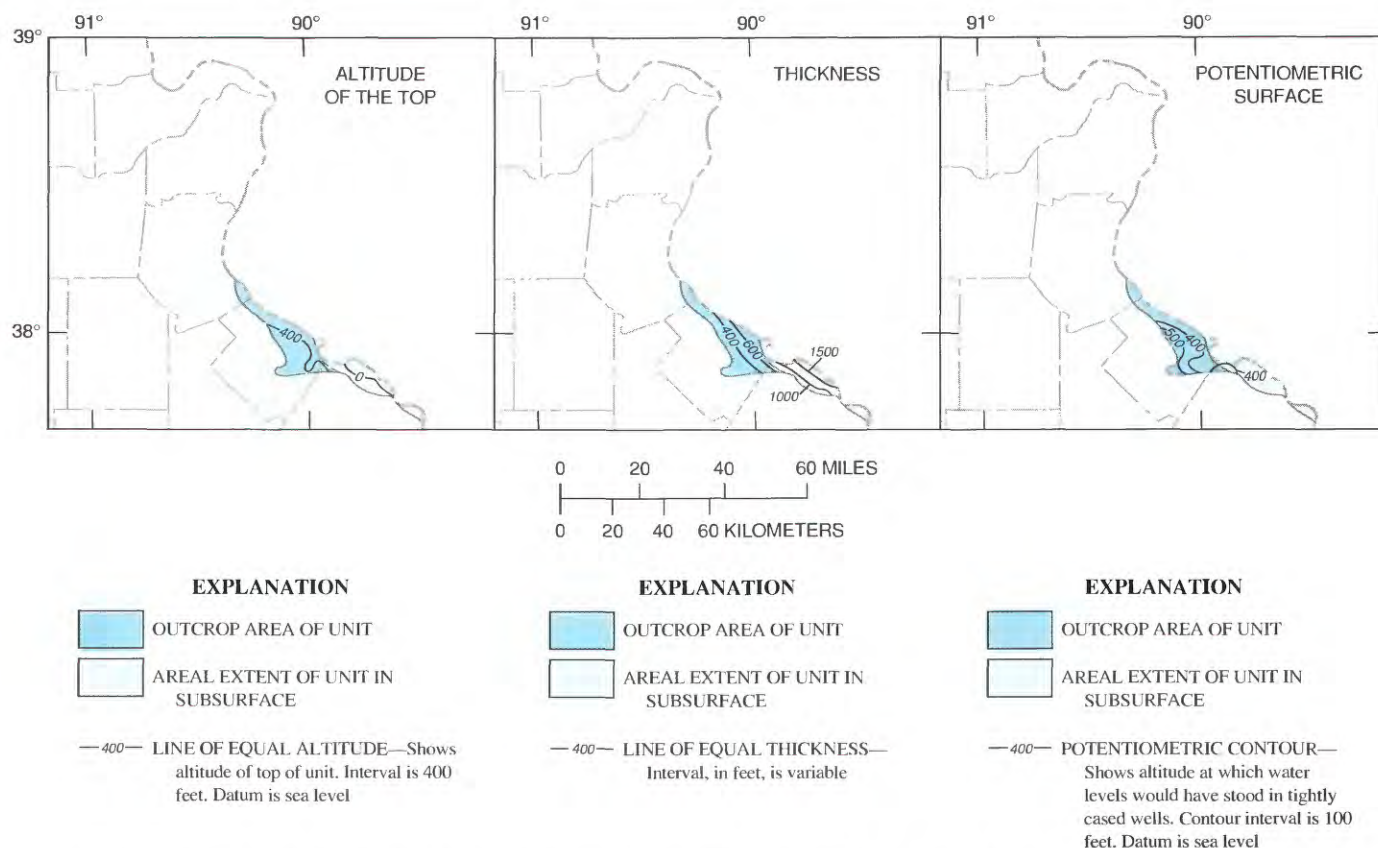 91° 90° 91° 90° 91° 90°
39°
ALTITUDE
OF THE TOP
THICKNESS
POTENTIOMETRIC
SURFACE
38°
400
0
400
600
1500
1000
500
400
400
0 20 40 60 MILES
0 20 40 60 KILOMETERS
EXPLANATION
OUTCROP AREA OF UNIT
AREAL EXTENT OF UNIT IN
SUBSURFACE
—400— LINE OF EQUAL ALTITUDE—Shows
altitude of top of unit. Interval is 400
feet. Datum is sea level
EXPLANATION
OUTCROP AREA OF UNIT
AREAL EXTENT OF UNIT IN
SUBSURFACE
—400— LINE OF EQUAL THICKNESS—
Interval, in feet, is variable
EXPLANATION
OUTCROP AREA OF UNIT
AREAL EXTENT OF UNIT IN
SUBSURFACE
—400— POTENTIOMETRIC CONTOUR—
Shows altitude at which water
levels would have stood in tightly
cased wells. Contour interval is 100
feet. Datum is sea level